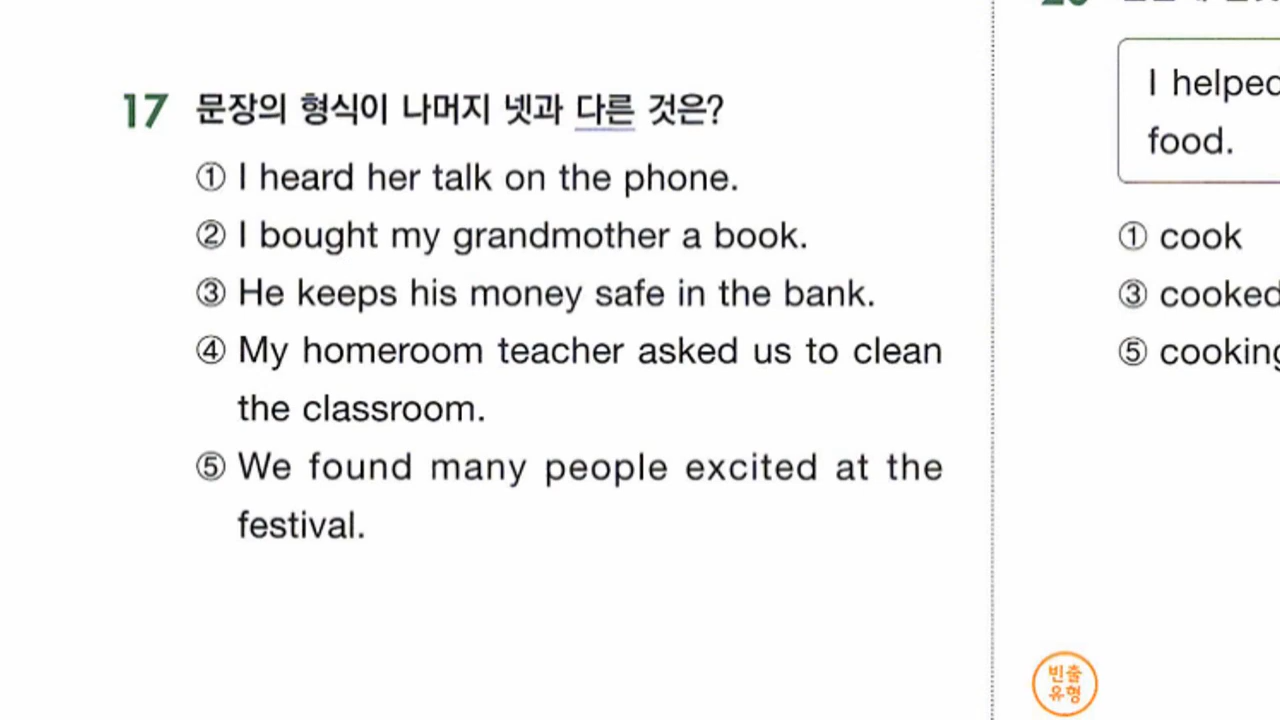 17 문장의 형식이 나머지 넷과 다른 것은?
① I heard her talk on the phone.
② I bought my grandmother a book.
③ He keeps his money safe in the bank.
④ My homeroom teacher asked us to clean
the classroom.
⑤ We found many people excited at the
festival.
I helped
food.
① cook
③ cooked
⑤ cooking
빈출
유형